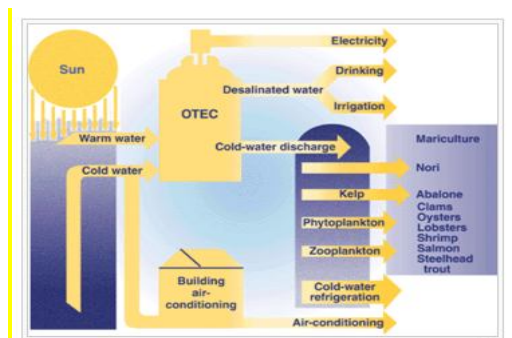 Sun
Electricity
Drinking
Desalinated water
Irrigation
OTEC
Warm water
Cold-water discharge
Cold water
Mariculture
Nori
Kelp
Abalone
Clams
Oysters
Lobsters
Shrimp
Salmon
Steelhead
trout
Phytoplankton
Zooplankton
Building
air-
conditioning
Cold-water
refrigeration
Air-conditioning